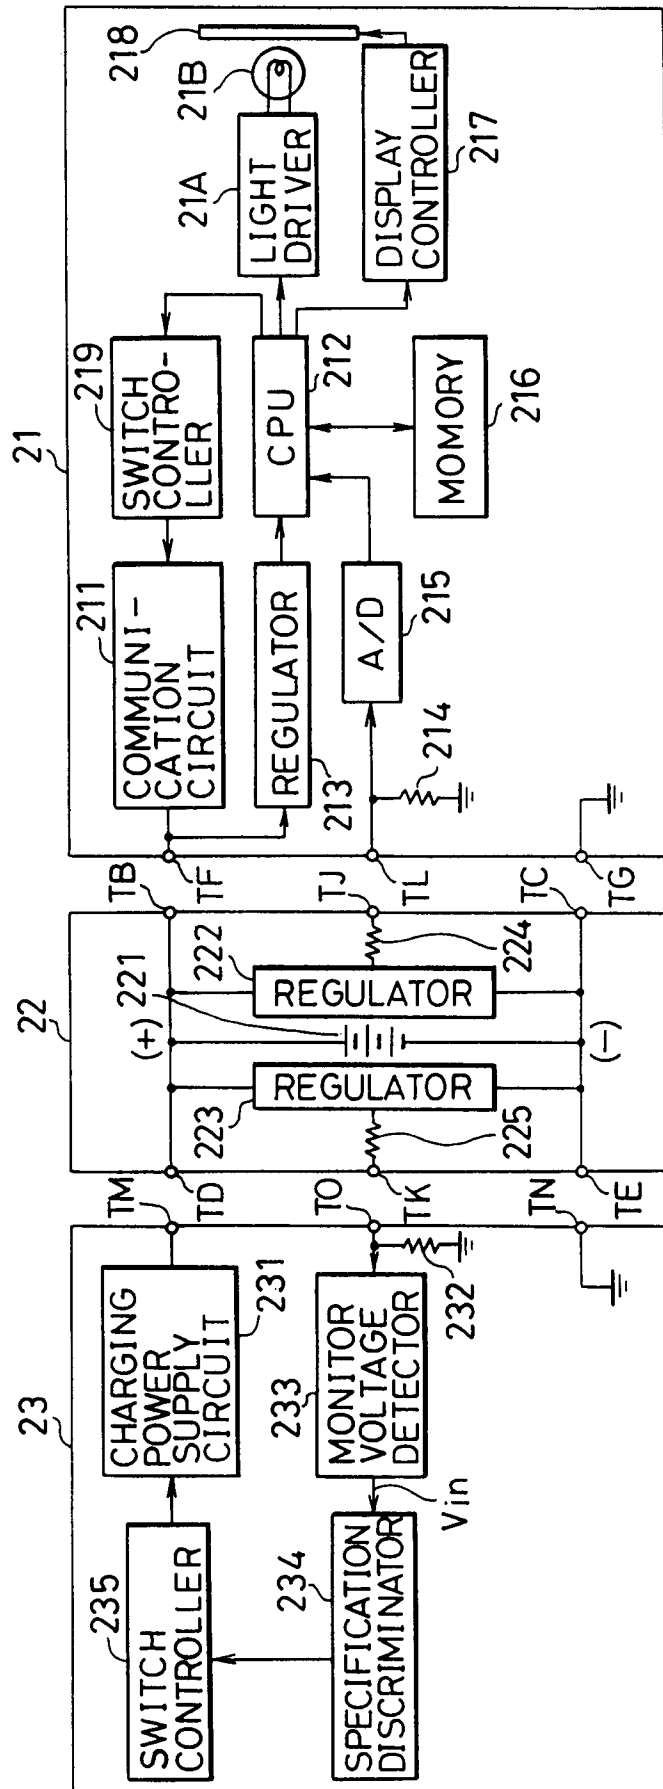 23
235
SWITCH
CONTROLLER
CHARGING
POWER
SUPPLY
CIRCUIT
231
234
SPECIFICATION
DISCRIMINATOR
Vin
233
MONITOR
VOLTAGE
DETECTOR
232
TM
TO
TN
22
TD
TK
TE
(+)
221
222
223
REGULATOR
REGULATOR
224
225
(-)
TB
TJ
TC
21
TF
TL
TG
211
COMMUNI-
CATION
CIRCUIT
219
SWITCH
CONTRO-
LLER
REGULATOR
213
CPU
212
21A
LIGHT
DRIVER
21B
218
214
A/D
215
MOMORY
216
DISPLAY
CONTROLLER
217